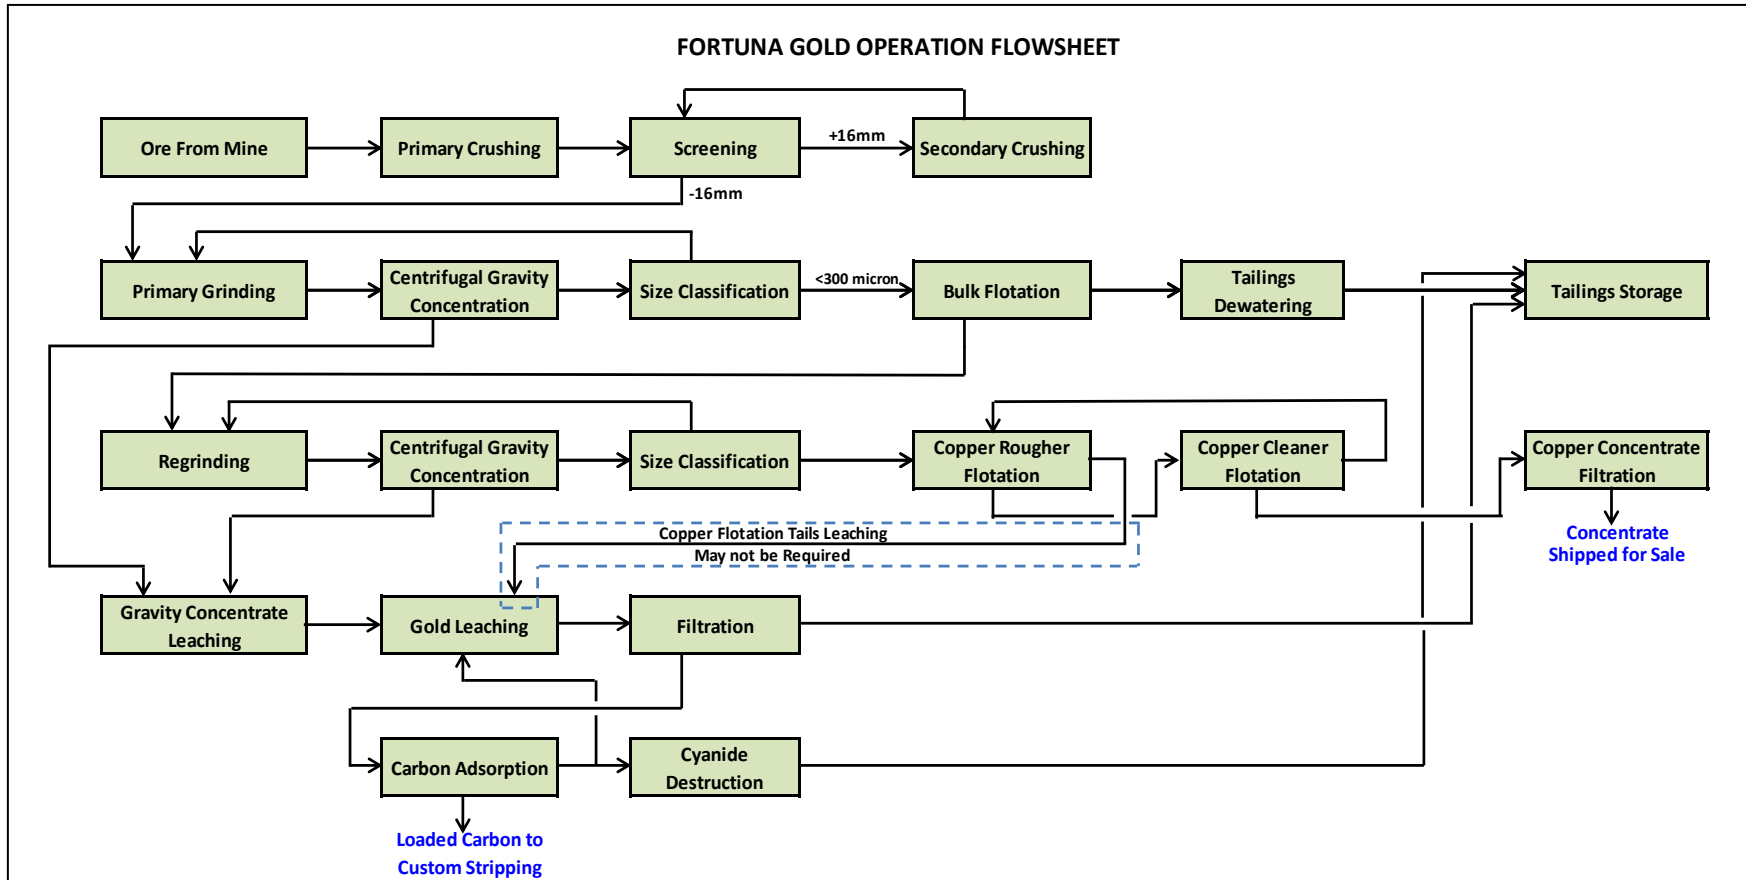 FORTUNA GOLD OPERATION FLOWSHEET
Ore From Mine
Primary Crushing
Screening
+16mm
Secondary Crushing
-16mm
Primary Grinding
Centrifugal Gravity
Concentration
Size Classification
<300 micron
Bulk Flotation
Tailings
Dewatering
Tailings Storage
Regrinding
Centrifugal Gravity
Concentration
Size Classification
Copper Rougher
Flotation
Copper Cleaner
Flotation
Copper Concentrate
Filtration
Copper Flotation Tails Leaching
May not be Required
Concentrate
Shipped for Sale
Gravity Concentrate
Leaching
Gold Leaching
Filtration
Carbon Adsorption
Cyanide
Destruction
Loaded Carbon to
Custom Stripping